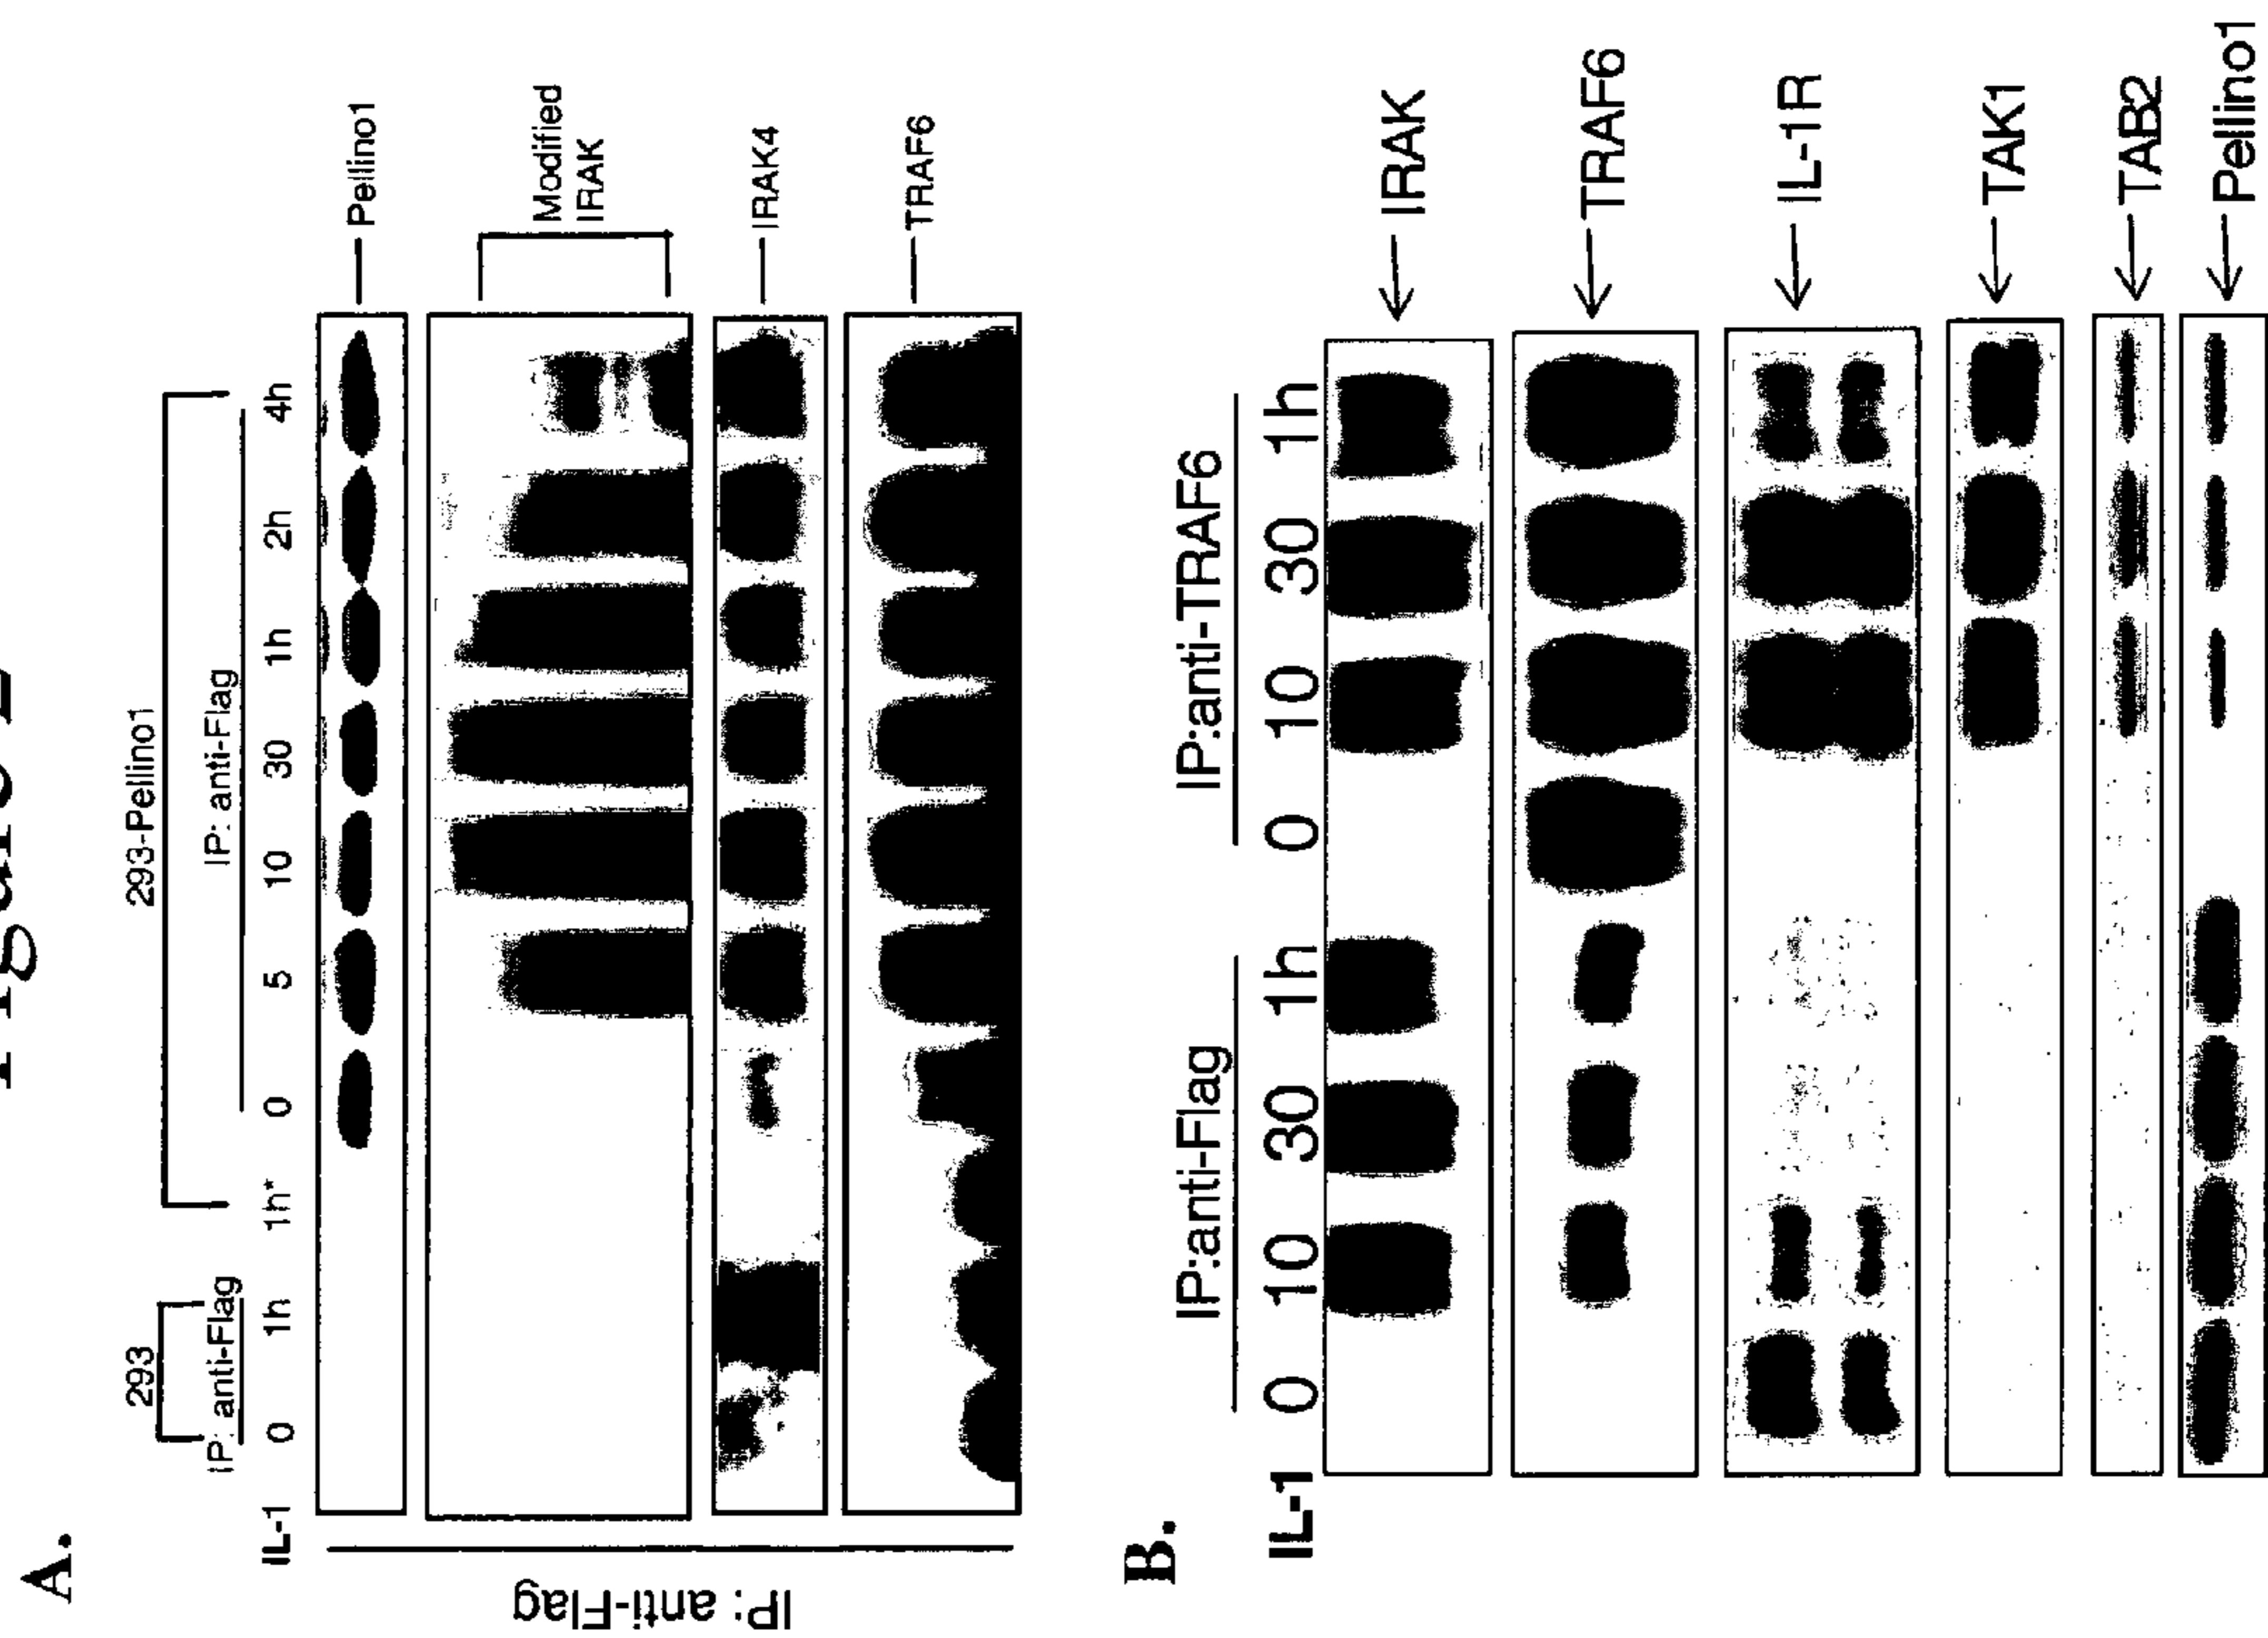 A.
293
293-Pellino1
IP: anti-Flag
IP: anti-Flag
IL-1
0
1h
1h*
0
5
10
30
1h
2h
4h
Pellino1
Modified
IRAK
IRAK4
TRAF6
IP: anti-Flag
B.
IP:anti-Flag
IP:anti-TRAF6
IL-1
0
10
30
1h
0
10
30
1h
IRAK
TRAF6
IL-1R
TAK1
TAB2
Pellino1